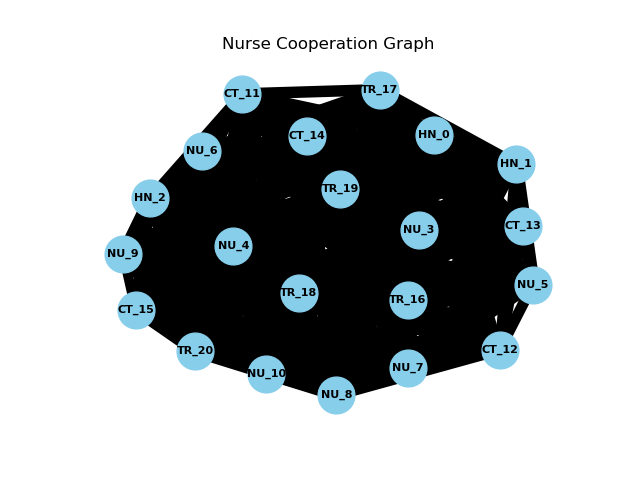 Nurse Cooperation Graph
CT_11
TR_17
CT_14
HN_0
NU_6
HN_1
TR_19
HN_2
CT_13
NU_3
NU_4
NU_9
NU_5
TR_18
TR_16
CT_15
TR_20
CT_12
NU_7
NU_10
NU_8